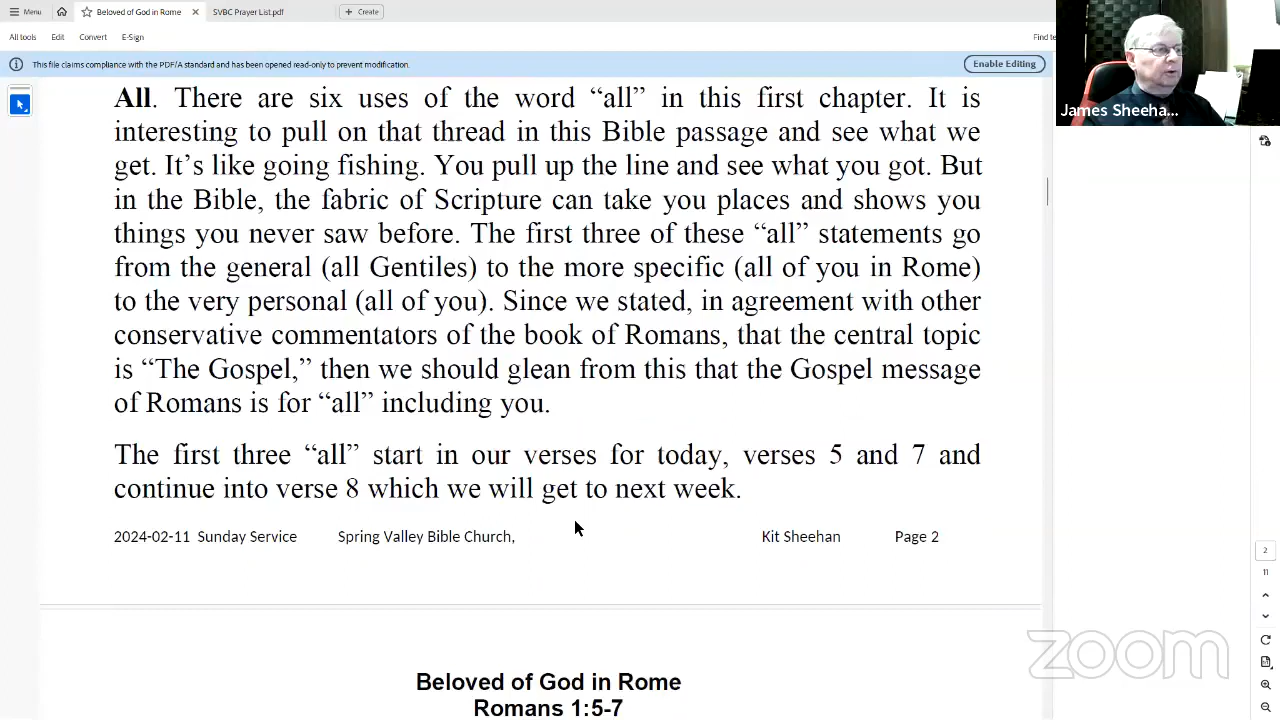 Menu
Beloved of God in Rome
SVBC Prayer List.pdf
Create
All tools Edit Convert E-Sign
Find te
This file claims compliance with the PDF/A standard and has been opened read-only to prevent modification.
Enable Editing
James Sheeha...
All. There are six uses of the word “all” in this first chapter. It is
interesting to pull on that thread in this Bible passage and see what we
get. It’s like going fishing. You pull up the line and see what you got. But
in the Bible, the fabric of Scripture can take you places and shows you
things you never saw before. The first three of these “all” statements go
from the general (all Gentiles) to the more specific (all of you in Rome)
to the very personal (all of you). Since we stated, in agreement with other
conservative commentators of the book of Romans, that the central topic
is “The Gospel,” then we should glean from this that the Gospel message
of Romans is for “all” including you.
The first three “all” start in our verses for today, verses 5 and 7 and
continue into verse 8 which we will get to next week.
2024-02-11 Sunday Service Spring Valley Bible Church, Kit Sheehan Page 2
2
11
zoom
Beloved of God in Rome
Romans 1:5-7